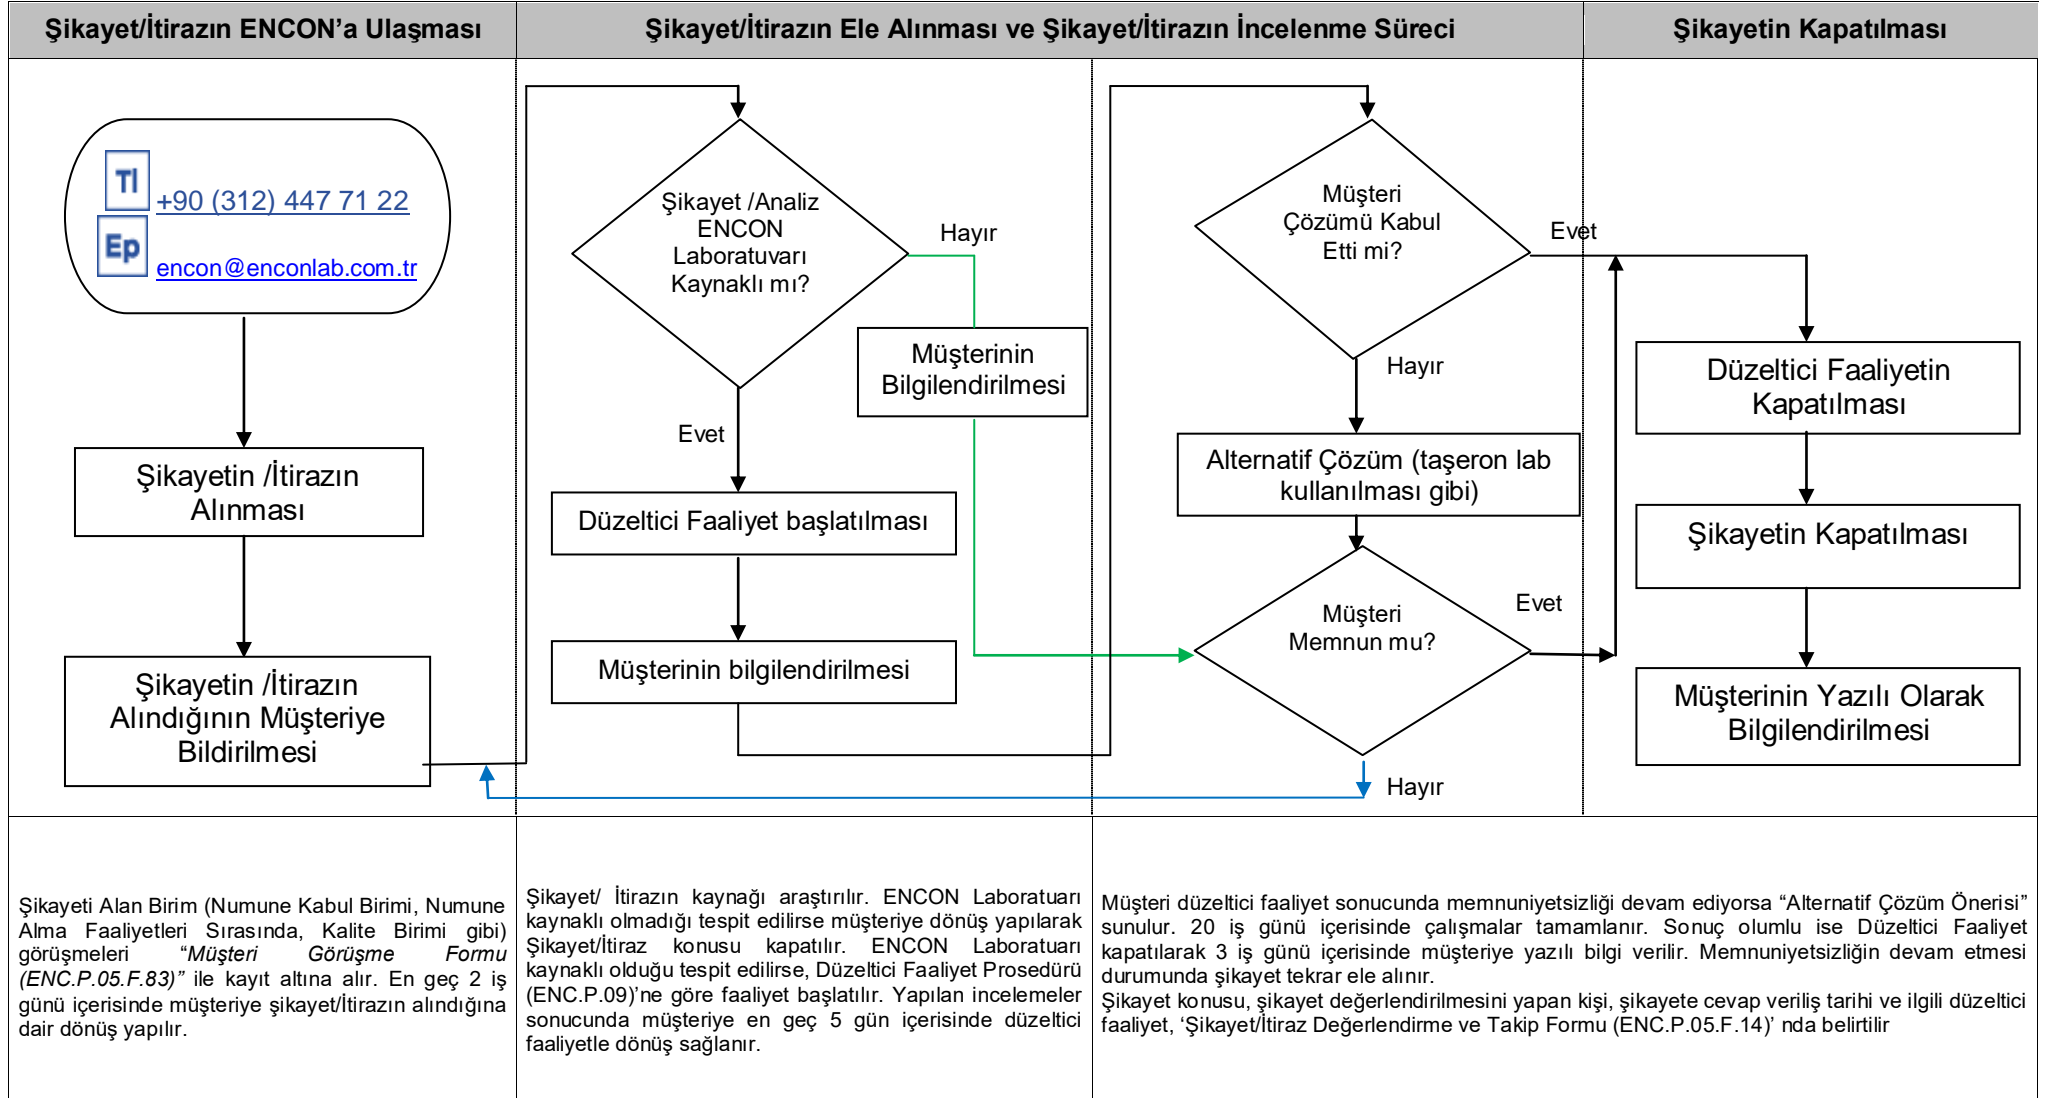 Şikayet/İtirazın ENCON’a Ulaşması
Şikayet/İtirazın Ele Alınması ve Şikayet/İtirazın İncelenme Süreci
Şikayetin Kapatılması
Tl
+90 (312) 447 71 22
Ep
encon@enconlab.com.tr
Şikayetin /İtirazın
Alınması
Şikayetin /İtirazın
Alındığının Müşteriye
Bildirilmesi
Şikayet /Analiz
ENCON
Laboratuvarı
Kaynaklı mı?
Hayır
Müşterinin
Bilgilendirilmesi
Evet
Düzeltici Faaliyet başlatılması
Müşterinin bilgilendirilmesi
Müşteri
Çözümü Kabul
Etti mi?
Evet
Hayır
Alternatif Çözüm (taşeron lab
kullanılması gibi)
Müşteri
Memnun mu?
Evet
Hayır
Düzeltici Faaliyetin
Kapatılması
Şikayetin Kapatılması
Müşterinin Yazılı Olarak
Bilgilendirilmesi
Şikayeti Alan Birim (Numune Kabul Birimi, Numune
Alma Faaliyetleri Sırasında, Kalite Birimi gibi)
görüşmeleri “Müşteri Görüşme Formu
(ENC.P.05.F.83)” ile kayıt altına alır. En geç 2 iş
günü içerisinde müşteriye şikayet/İtirazın alındığına
dair dönüş yapılır.
Şikayet/ İtirazın kaynağı araştırılır. ENCON Laboratuarı
kaynaklı olmadığı tespit edilirse müşteriye dönüş yapılarak
Şikayet/İtiraz konusu kapatılır. ENCON Laboratuarı
kaynaklı olduğu tespit edilirse, Düzeltici Faaliyet Prosedürü
(ENC.P.09)’ne göre faaliyet başlatılır. Yapılan incelemeler
sonucunda müşteriye en geç 5 gün içerisinde düzeltici
faaliyetle dönüş sağlanır.
Müşteri düzeltici faaliyet sonucunda memnuniyetsizliği devam ediyorsa “Alternatif Çözüm Önerisi”
sunulur. 20 iş günü içerisinde çalışmalar tamamlanır. Sonuç olumlu ise Düzeltici Faaliyet
kapatılarak 3 iş günü içerisinde müşteriye yazılı bilgi verilir. Memnuniyetsizliğin devam etmesi
durumunda şikayet tekrar ele alınır.
Şikayet konusu, şikayet değerlendirilmesini yapan kişi, şikayete cevap veriliş tarihi ve ilgili düzeltici
faaliyet, ‘Şikayet/İtiraz Değerlendirme ve Takip Formu (ENC.P.05.F.14)’ nda belirtilir